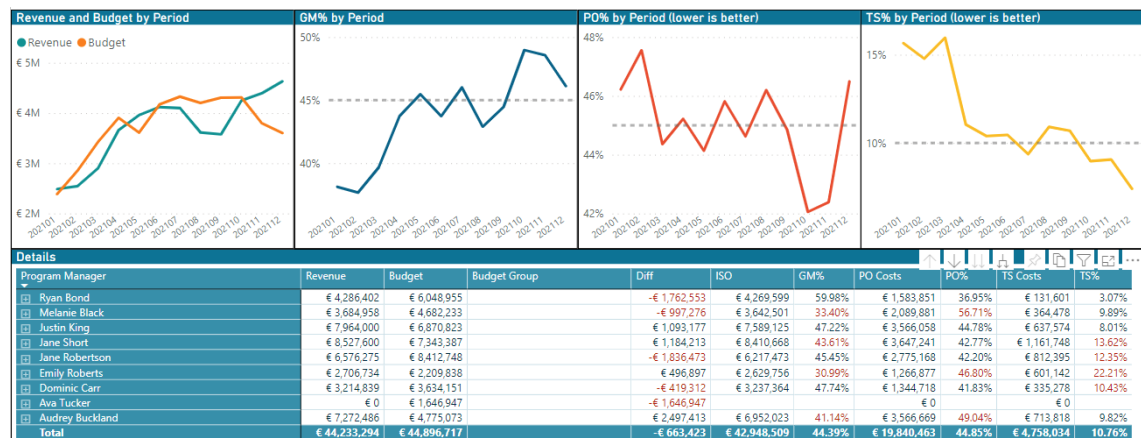 Revenue and Budget by Period
Revenue Budget
€ 5M
€ 4M
€ 3M
€ 2M
202101 202102 202103 202104 202105 202106 202107 202108 202109 202110 202111 202112
GM% by Period
50%
45%
40%
202101 202102 202103 202104 202105 202106 202107 202108 202109 202110 202111 202112
PO% by Period (lower is better)
48%
46%
44%
42%
202101 202102 202103 202104 202105 202106 202107 202108 202109 202110 202111 202112
TS% by Period (lower is better)
15%
10%
202101 202102 202103 202104 202105 202106 202107 202108 202109 202110 202111 202112
Details
Program Manager Revenue Budget Budget Group Diff ISO GM% PO Costs PO% TS Costs TS%
Ryan Bond € 4,286,402 € 6,048,955 -€ 1,762,553 € 4,269,599 59.98% € 1,583,851 36.95% € 131,601 3.07%
Melanie Black € 3,684,958 € 4,682,233 -€ 997,276 € 3,642,501 33.40% € 2,089,881 56.71% € 364,478 9.89%
Justin King € 7,964,000 € 6,870,823 € 1,093,177 € 7,589,125 47.22% € 3,566,058 44.78% € 637,574 8.01%
Jane Short € 8,527,600 € 7,343,387 € 1,184,213 € 8,410,668 43.61% € 3,647,241 42.77% € 1,161,748 13.62%
Jane Robertson € 6,576,275 € 8,412,748 -€ 1,836,473 € 6,217,473 45.45% € 2,775,168 42.20% € 812,395 12.35%
Emily Roberts € 2,706,734 € 2,209,838 € 496,897 € 2,629,756 30.99% € 1,266,877 46.80% € 601,142 22.21%
Dominic Carr € 3,214,839 € 3,634,151 -€ 419,312 € 3,237,364 47.74% € 1,344,718 41.83% € 335,278 10.43%
Ava Tucker € 0 € 1,646,947 -€ 1,646,947 € 0 € 0
Audrey Buckland € 7,272,486 € 4,775,073 € 2,497,413 € 6,952,023 41.14% € 3,566,669 49.04% € 713,818 9.82%
Total € 44,233,294 € 44,896,717 -€ 663,423 € 42,948,509 44.39% € 19,840,463 44.85% € 4,758,034 10.76%